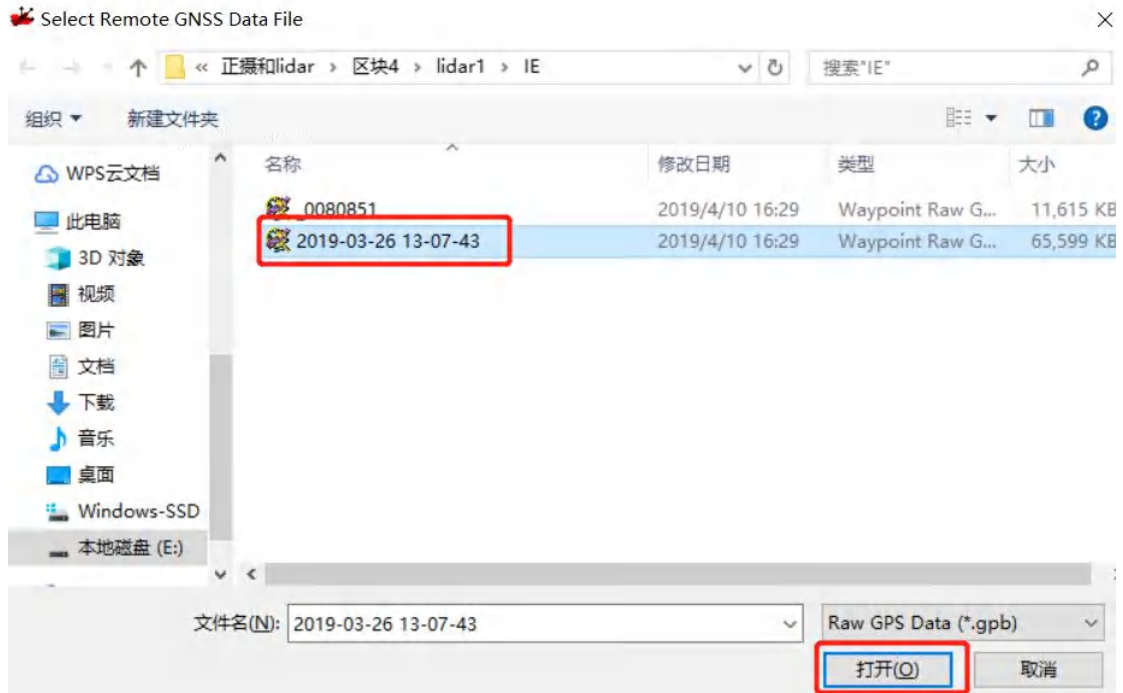 Select Remote GNSS Data File
« 正摄和lidar › 区块4 › lidar1 › IE
搜索"IE"
组织 新建文件夹
名称 修改日期 类型 大小
WPS云文档
此电脑
3D 对象
视频
图片
文档
下载
音乐
桌面
Windows-SSD
本地磁盘 (E:)
_0080851 2019/4/10 16:29 Waypoint Raw G... 11,615 KB
2019-03-26 13-07-43 2019/4/10 16:29 Waypoint Raw G... 65,599 KB
文件名(N): 2019-03-26 13-07-43 Raw GPS Data (*.gpb)
打开(O) 取消